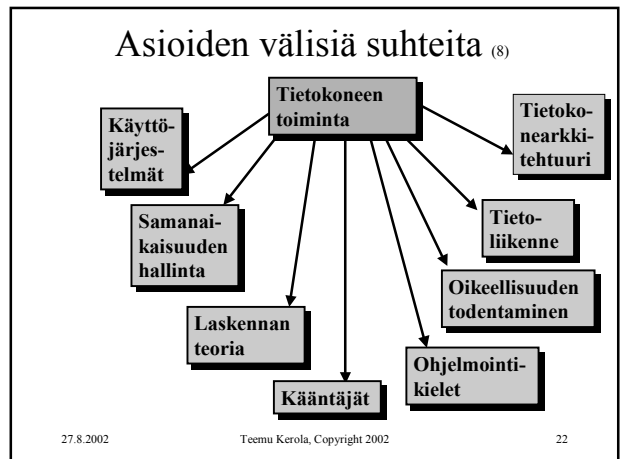 Asioiden välisiä suhteita (8)
Tietokoneen
toiminta
Käyttö-
järjes-
telmät
Samanai-
kaisuuden
hallinta
Laskennan
teoria
Kääntäjät
Ohjelmointi-
kielet
Oikeellisuuden
todentaminen
Tieto-
liikenne
Tietoko-
nearkki-
tehtuuri
27.8.2002
Teemu Kerola, Copyright 2002
22